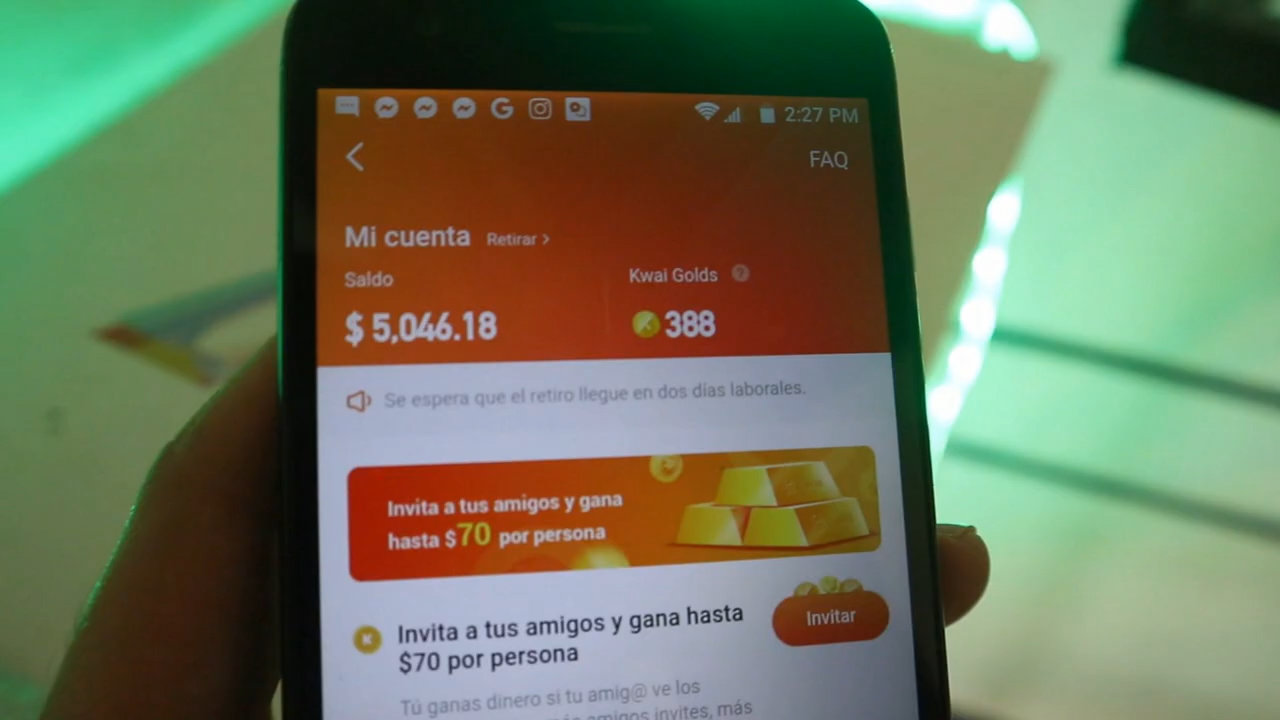 2:27 PM
FAQ
Mi cuenta Retirar >
Saldo
Kwai Golds ?
$ 5,046.18
K 388
Se espera que el retiro llegue en dos días laborales.
Invita a tus amigos y gana
hasta $70 por persona
K Invita a tus amigos y gana hasta
$70 por persona
Invitar
Tú ganas dinero si tu amig@ ve los
amigos invites, más